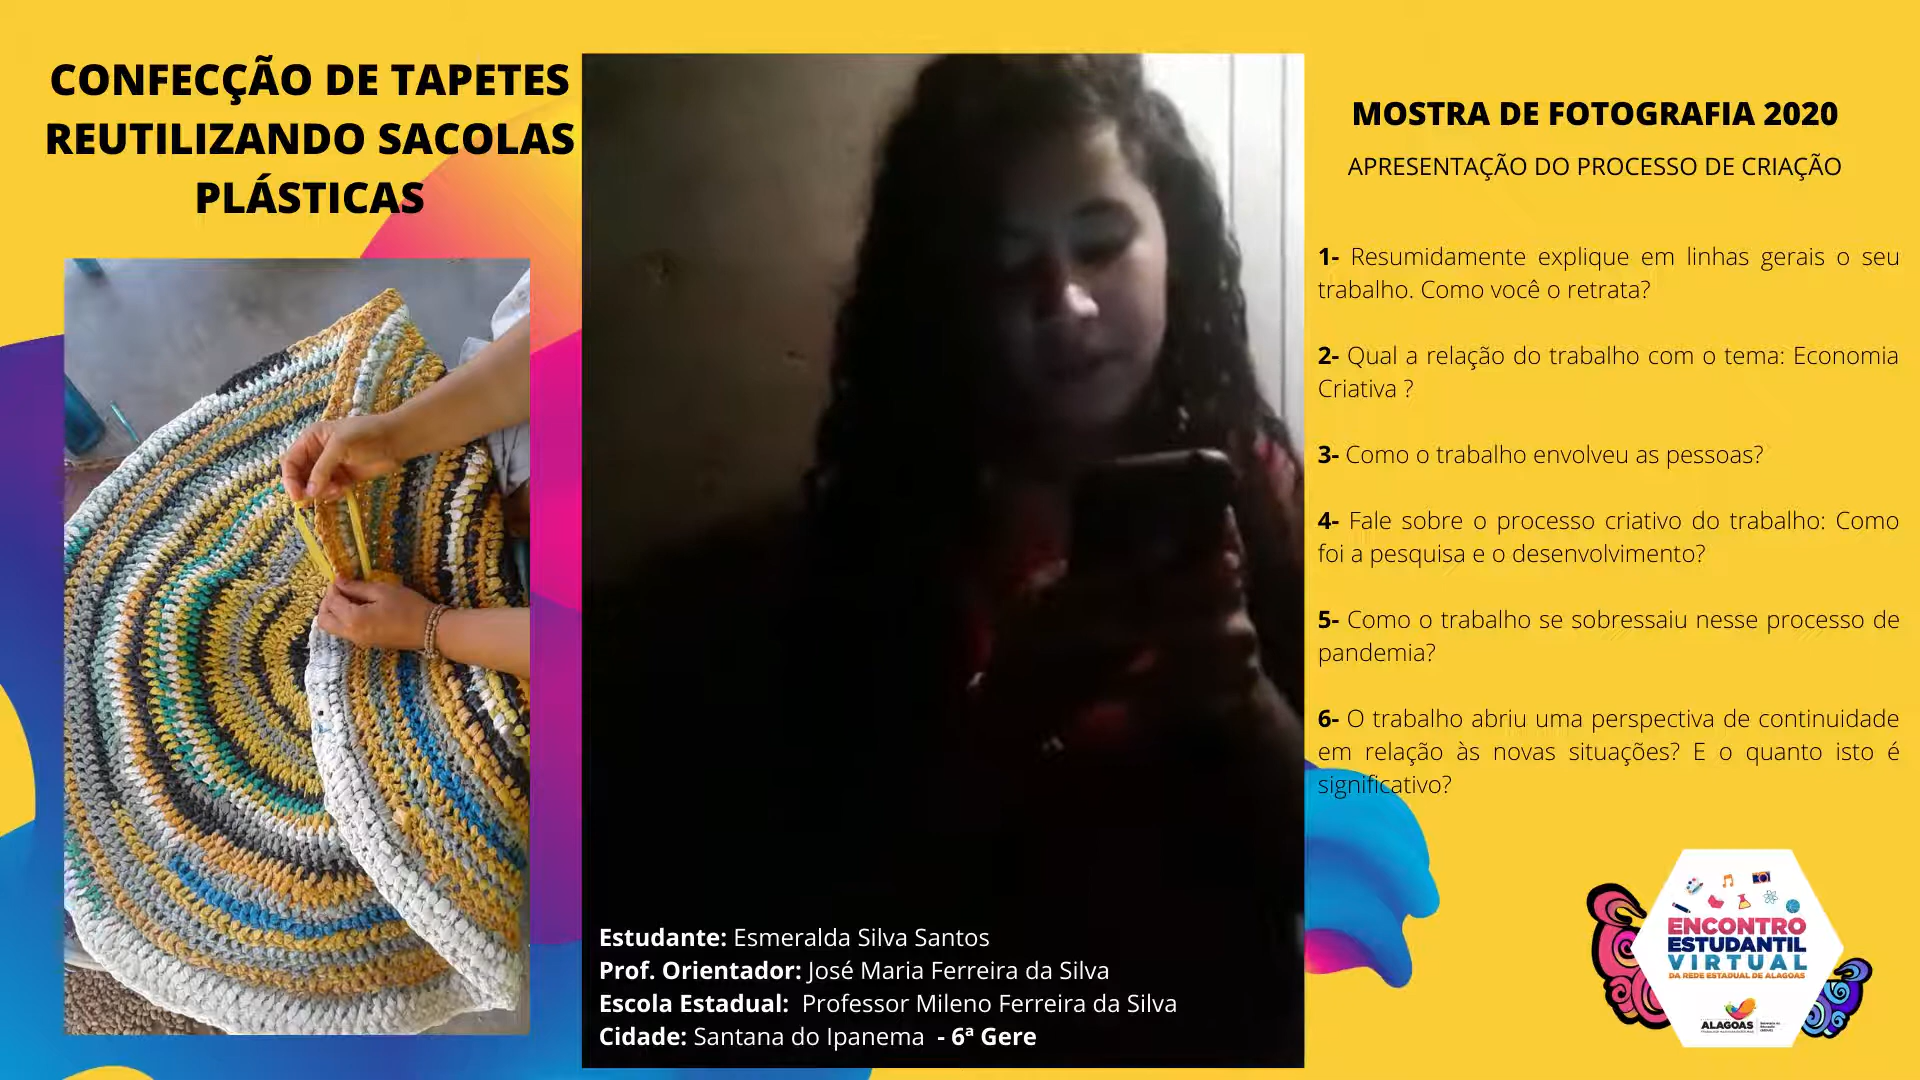 CONFECÇÃO DE TAPETES
REUTILIZANDO SACOLAS
PLÁSTICAS
Estudante: Esmeralda Silva Santos
Prof. Orientador: José Maria Ferreira da Silva
Escola Estadual: Professor Mileno Ferreira da Silva
Cidade: Santana do Ipanema - 6ª Gere
MOSTRA DE FOTOGRAFIA 2020
APRESENTAÇÃO DO PROCESSO DE CRIAÇÃO
1- Resumidamente explique em linhas gerais o seu
trabalho. Como você o retrata?
2- Qual a relação do trabalho com o tema: Economia
Criativa ?
3- Como o trabalho envolveu as pessoas?
4- Fale sobre o processo criativo do trabalho: Como
foi a pesquisa e o desenvolvimento?
5- Como o trabalho se sobressaiu nesse processo de
pandemia?
6- O trabalho abriu uma perspectiva de continuidade
em relação às novas situações? E o quanto isto é
significativo?
ENCONTRO
ESTUDANTIL
VIRTUAL
DA REDE ESTADUAL DE ALAGOAS
ALAGOAS